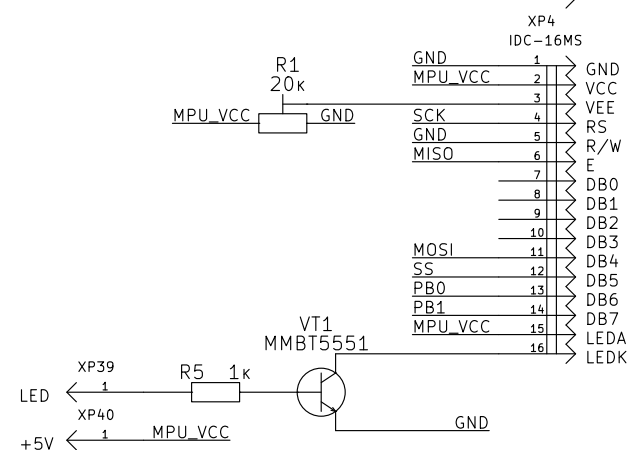 XP4
IDC-16MS
GND 1 GND
MPU_VCC 2 VCC
3 VEE
R1
20к
MPU_VCC GND
SCK 4 RS
GND 5 R/W
MISO 6 E
7 DB0
8 DB1
9 DB2
10 DB3
MOSI 11 DB4
SS 12 DB5
PB0 13 DB6
PB1 14 DB7
MPU_VCC 15 LEDA
16 LEDK
VT1
MMBT5551
XP39
R5 1к
LED 1
XP40
+5V 1 MPU_VCC
GND